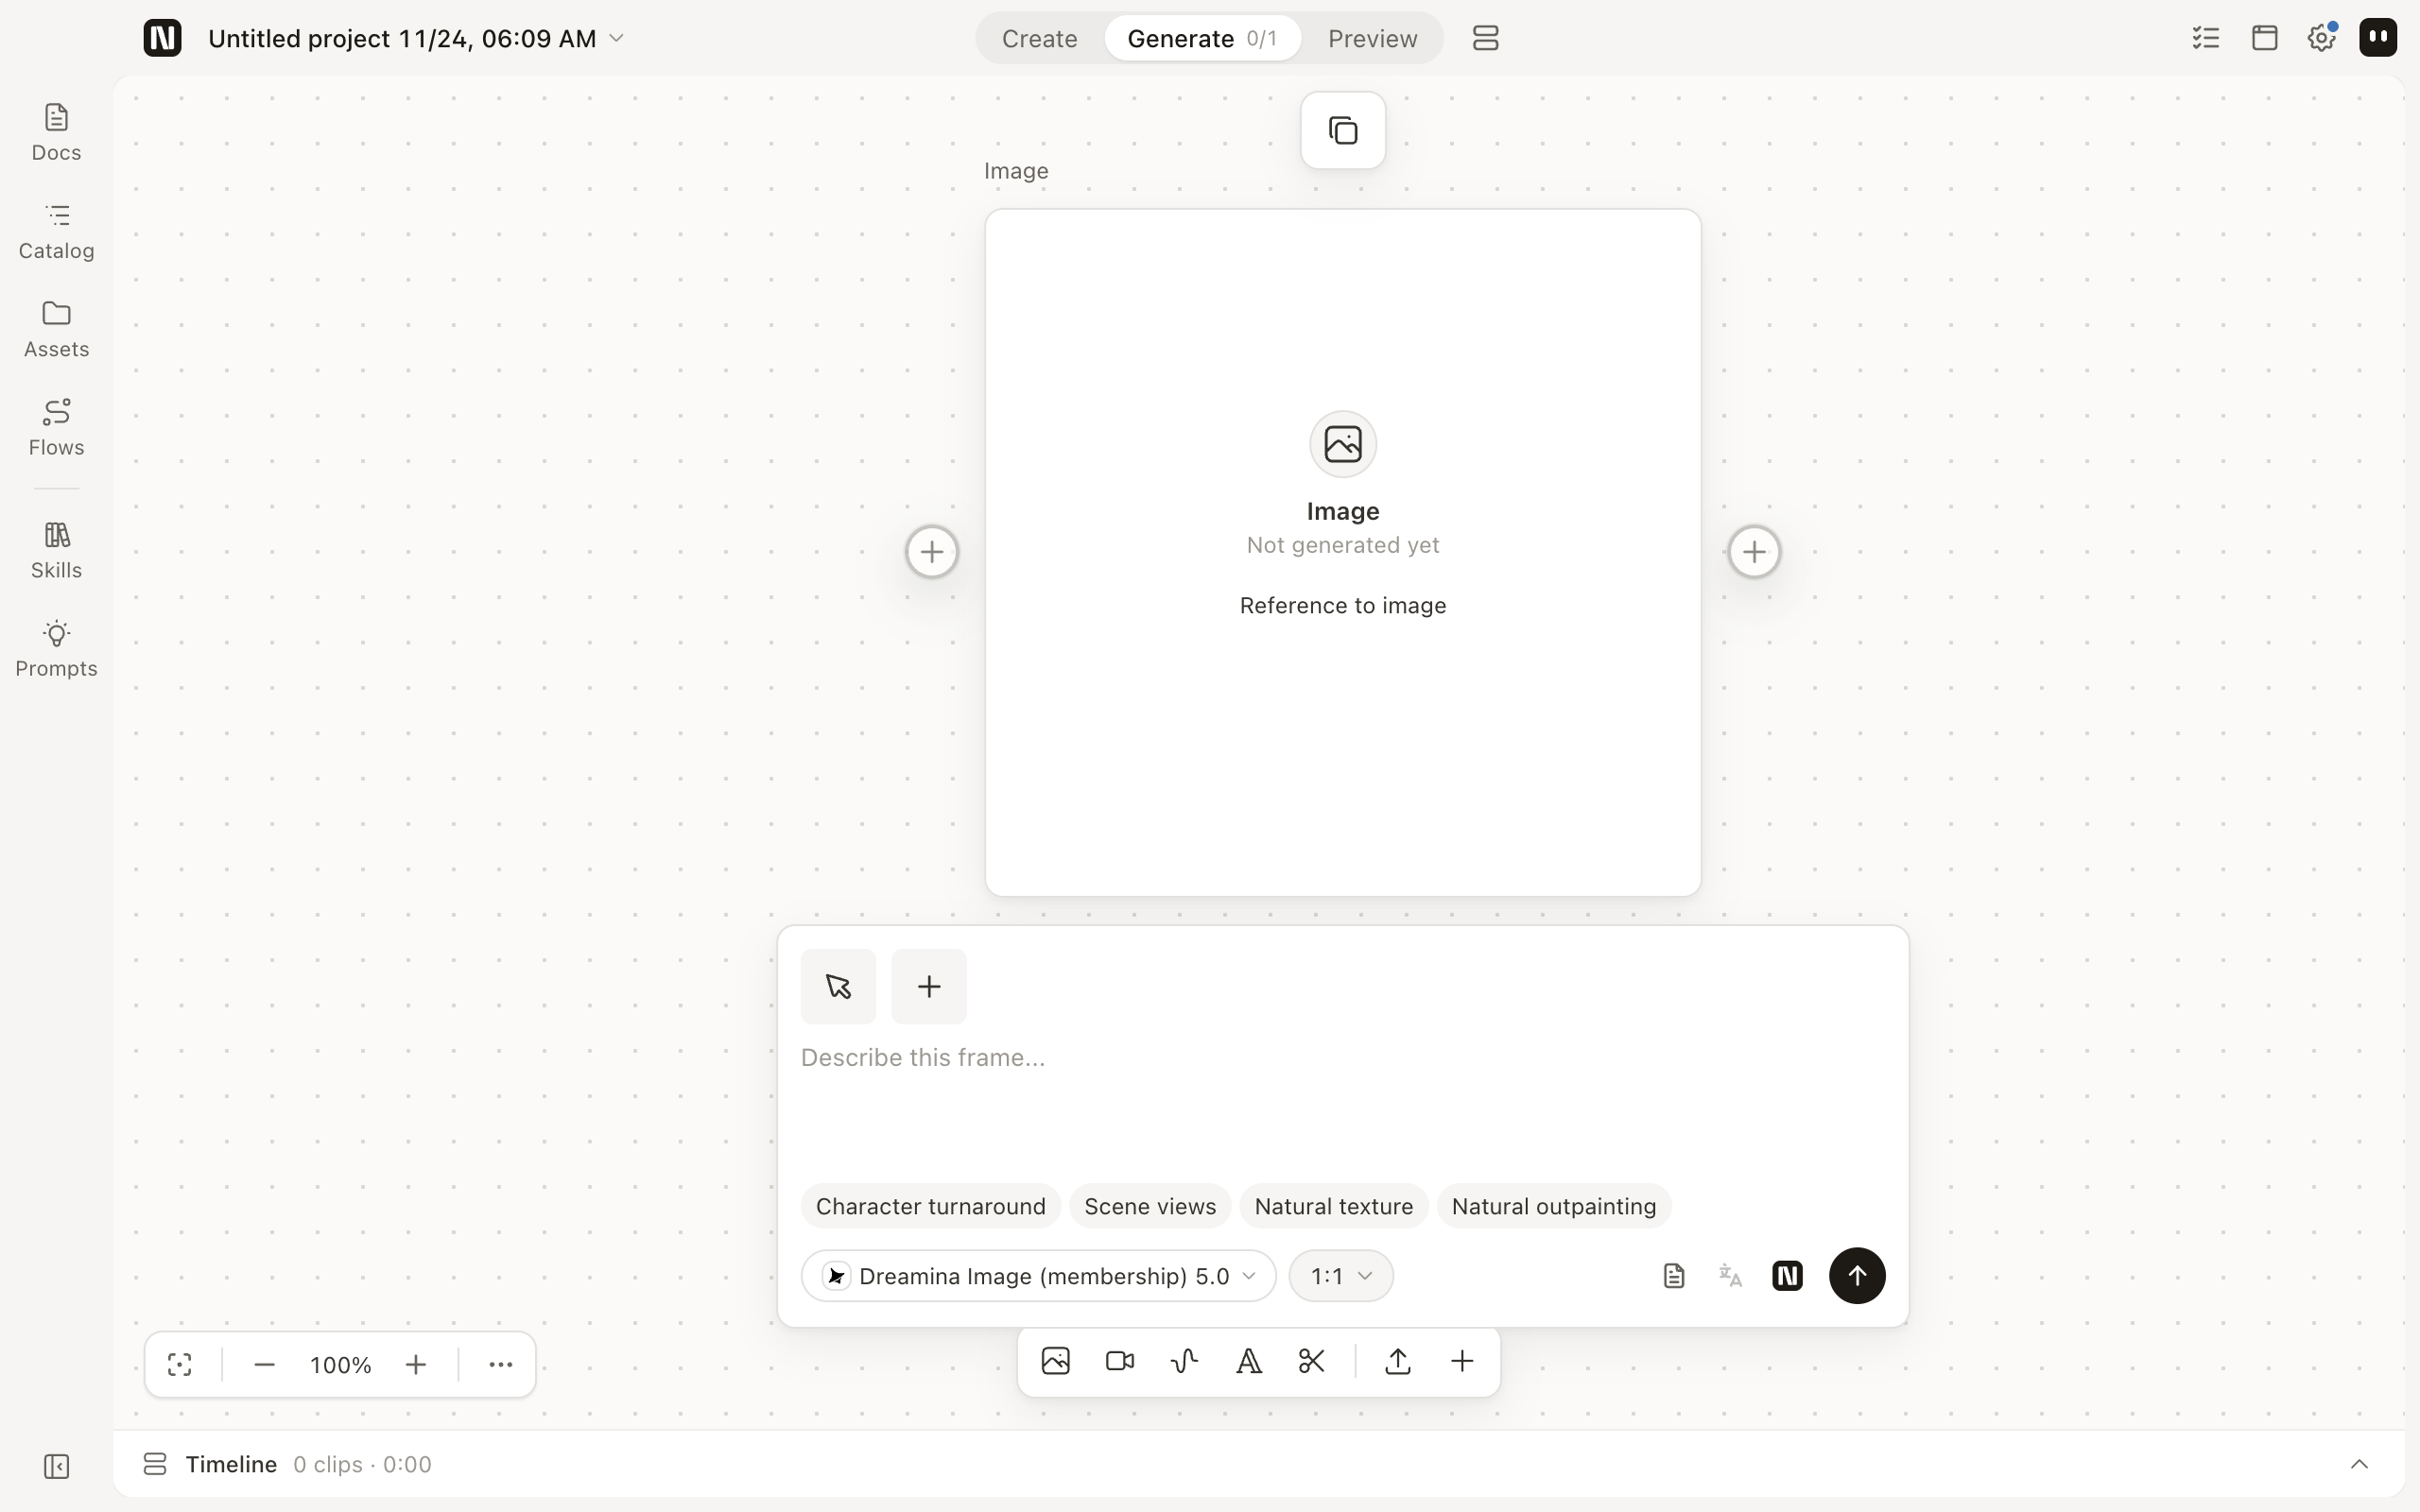 Untitled project 11/24, 06:09 AM
Create
Generate 0/1
Preview
Docs
Catalog
Assets
Flows
Skills
Prompts
Image
Image
Not generated yet
Reference to image
Describe this frame...
Character turnaround
Scene views
Natural texture
Natural outpainting
Dreamina Image (membership) 5.0
1:1
100%
Timeline 0 clips · 0:00